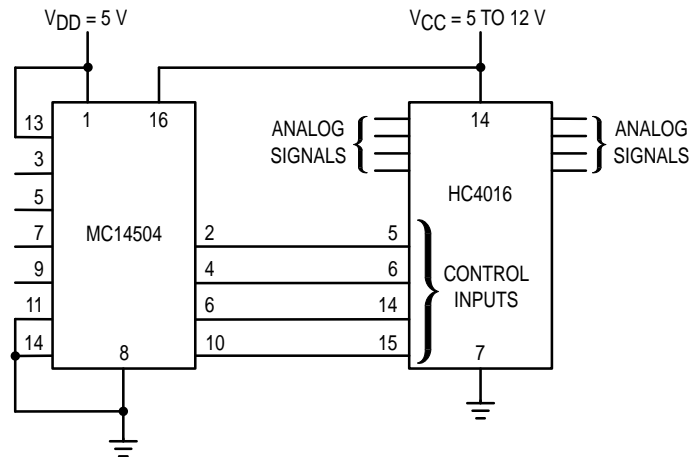 VDD = 5 V
VCC = 5 TO 12 V
13
1
16
14
ANALOG
SIGNALS
ANALOG
SIGNALS
3
5
HC4016
7
MC14504
2
5
9
4
6
CONTROL
INPUTS
11
6
14
14
8
10
15
7